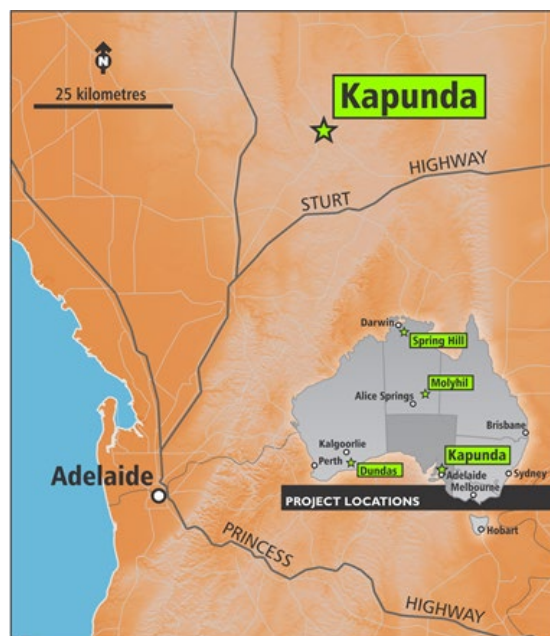 N
25 kilometres
Kapunda
HIGHWAY
STURT
Darwin
Spring Hill
Molyhil
Alice Springs
Brisbane
Kalgoorlie
Kapunda
Perth
Dundas
Adelaide
Sydney
Melbourne
Adelaide
PROJECT LOCATIONS
Hobart
PRINCESS
HIGHWAY